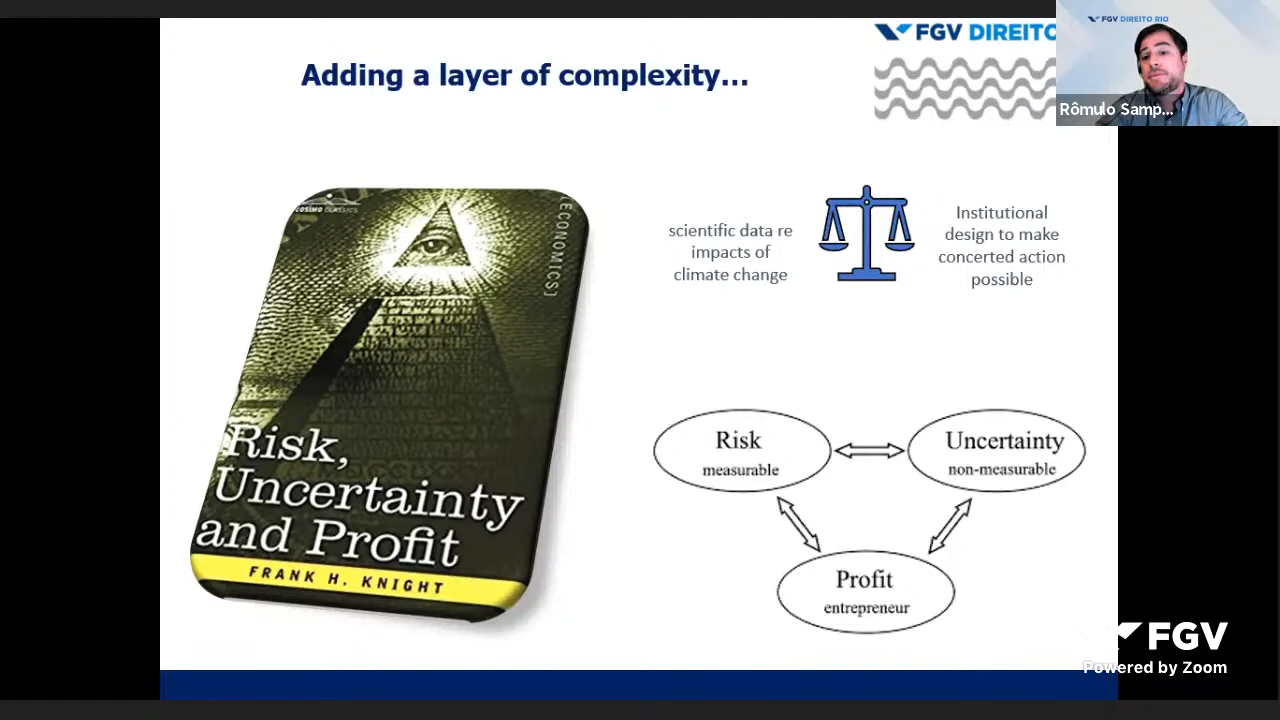 FGV DIREITO
FGV DIREITO RIO
Rômulo Samp...
Adding a layer of complexity...
COSIMO CLASSICS
[ECONOMICS]
Risk,
Uncertainty
and Profit
FRANK H. KNIGHT
scientific data re
impacts of
climate change
Institutional
design to make
concerted action
possible
Risk
measurable
Uncertainty
non-measurable
Profit
entrepreneur
FGV
Powered by Zoom